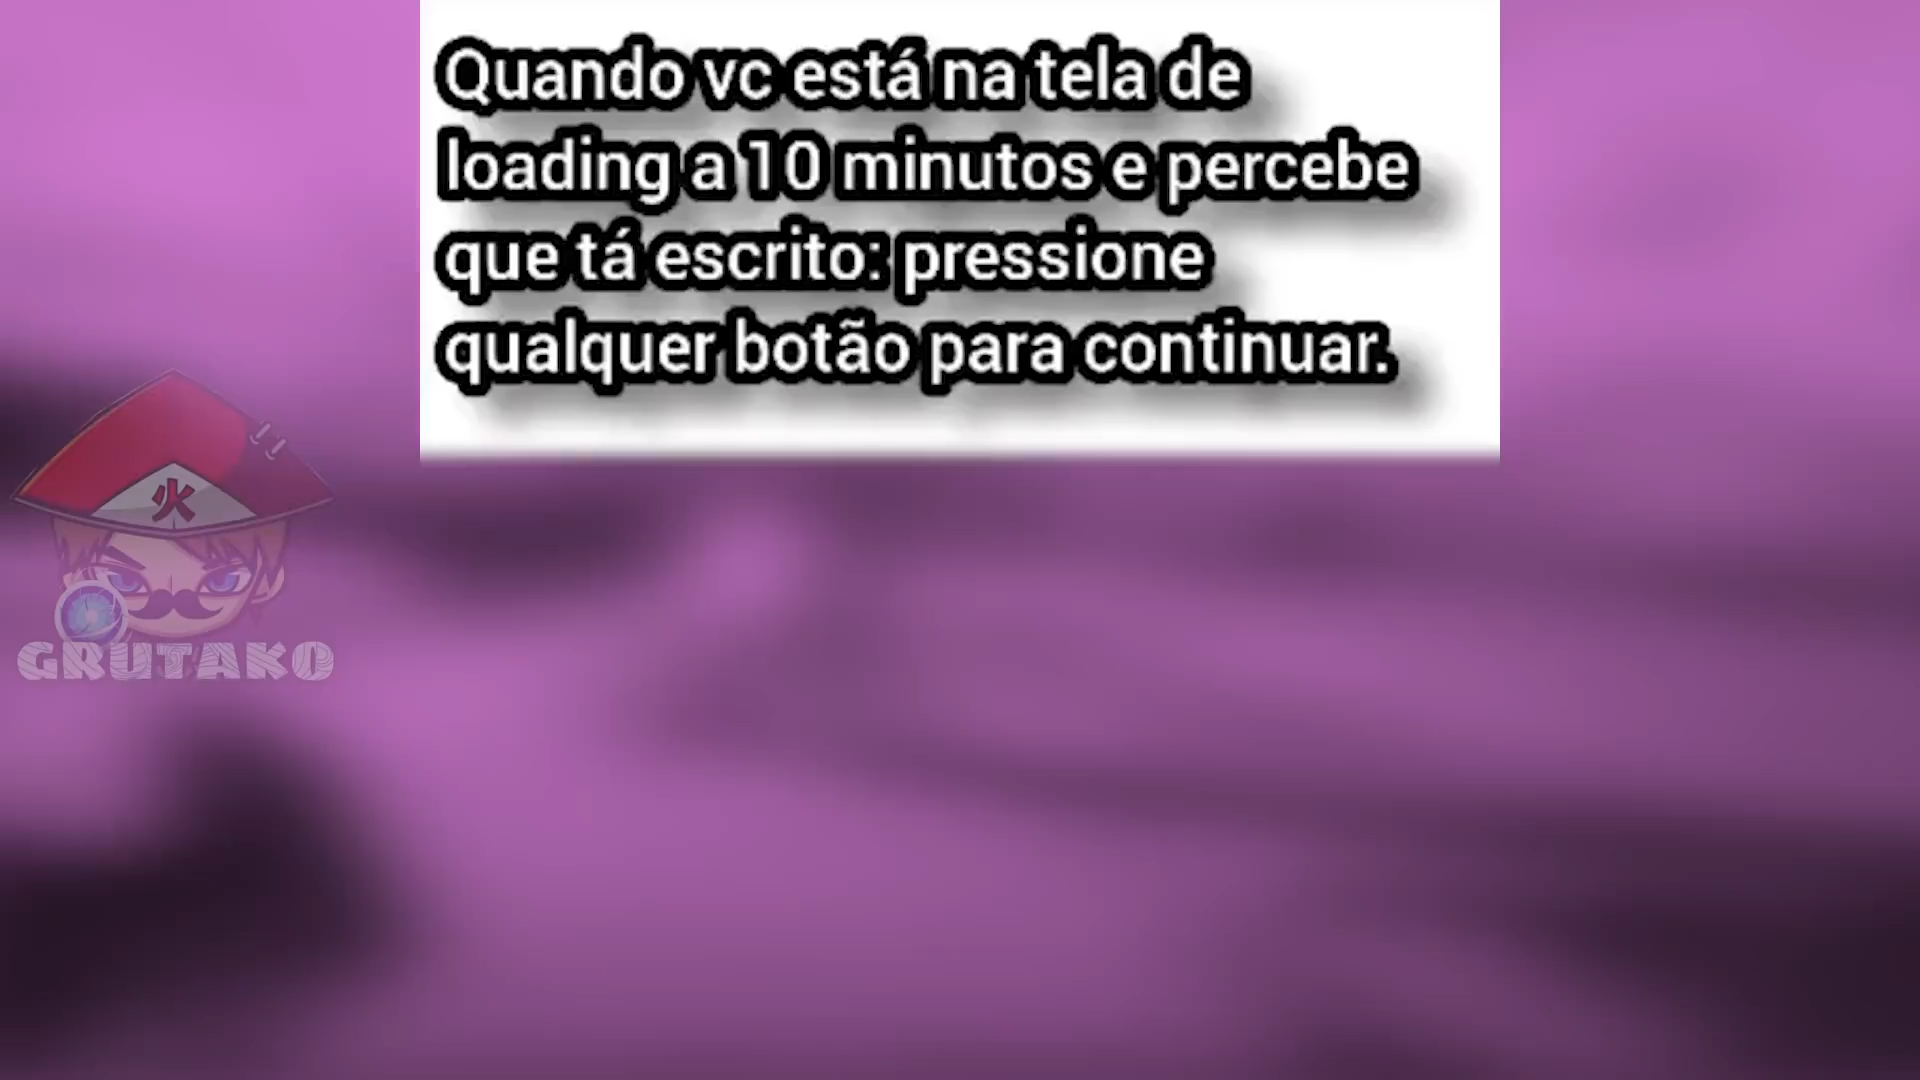 Quando vc está na tela de
loading a 10 minutos e percebe
que tá escrito: pressione
qualquer botão para continuar.
火
GRUTAKO